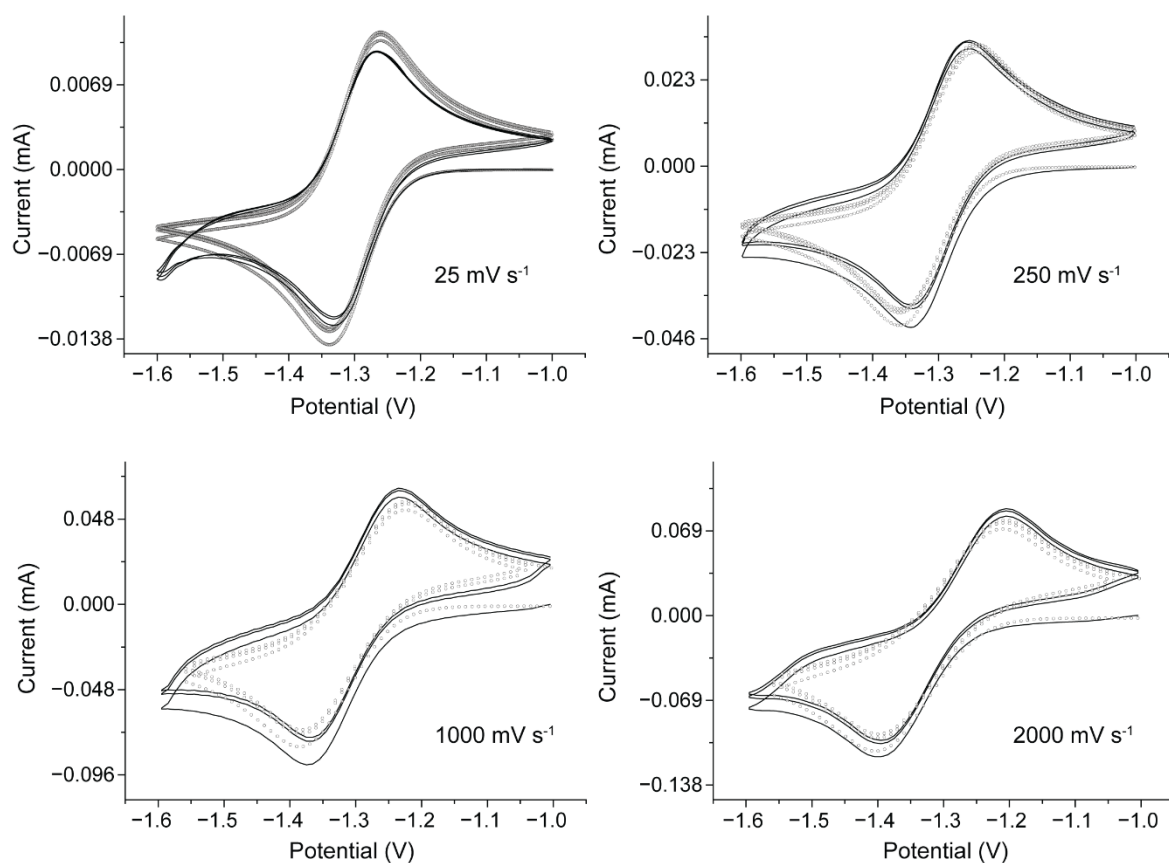 0.0069
0.0000
−0.0069
−0.0138
Current (mA)
25 mV s-1
−1.6 −1.5 −1.4 −1.3 −1.2 −1.1 −1.0
Potential (V)
0.023
0.000
−0.023
−0.046
Current (mA)
250 mV s-1
−1.6 −1.5 −1.4 −1.3 −1.2 −1.1 −1.0
Potential (V)
0.048
0.000
−0.048
−0.096
Current (mA)
1000 mV s-1
−1.6 −1.5 −1.4 −1.3 −1.2 −1.1 −1.0
Potential (V)
0.069
0.000
−0.069
−0.138
Current (mA)
2000 mV s-1
−1.6 −1.5 −1.4 −1.3 −1.2 −1.1 −1.0
Potential (V)